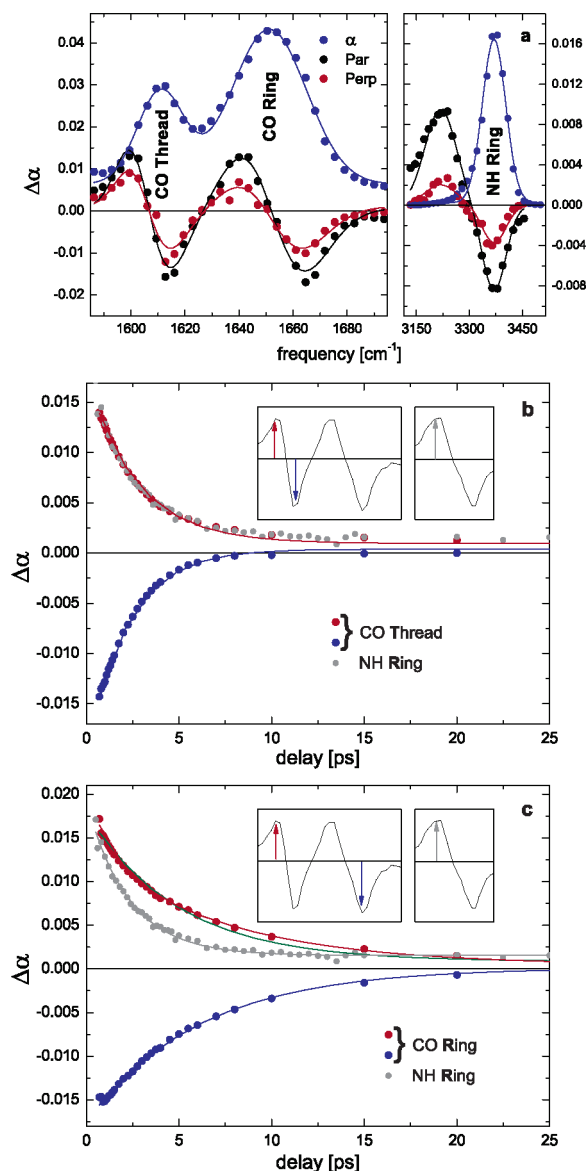 a
0.04
0.03
0.02
0.01
0.00
-0.01
-0.02
Δα
α
Par
Perp
CO Thread
CO Ring
NH Ring
0.016
0.012
0.008
0.004
0.000
-0.004
-0.008
1600 1620 1640 1660 1680
3150 3300 3450
frequency [cm⁻¹]
b
0.015
0.010
0.005
0.000
-0.005
-0.010
-0.015
Δα
} CO Thread
NH Ring
0 5 10 15 20 25
delay [ps]
c
0.020
0.015
0.010
0.005
0.000
-0.005
-0.010
-0.015
Δα
} CO Ring
NH Ring
0 5 10 15 20 25
delay [ps]